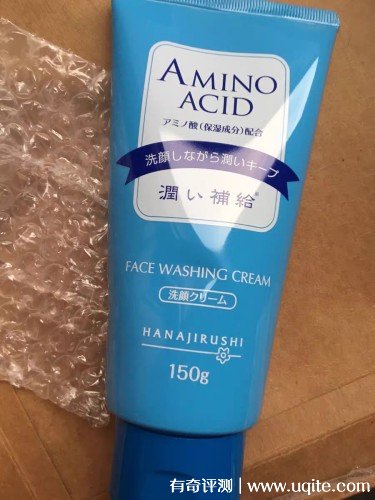 AMINO
ACID
アミノ酸(保湿成分)配合
洗顔しながら潤いキープ
潤い補給※
FACE WASHING CREAM
洗顔クリーム
HANAJIRUSHI
150g
有奇评测 | www.uqite.com